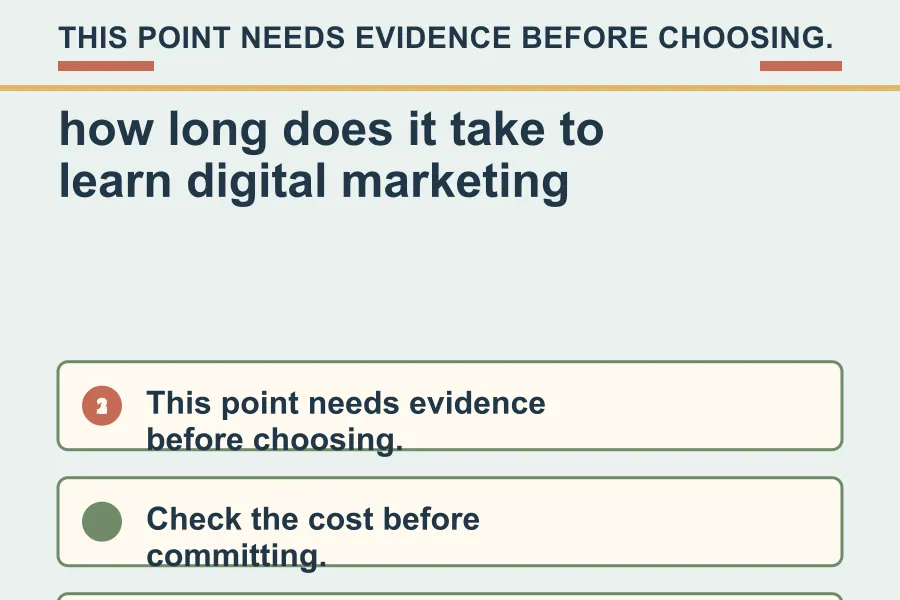 THIS POINT NEEDS EVIDENCE BEFORE CHOOSING.
how long does it take to
learn digital marketing
This point needs evidence
before choosing.
Check the cost before
committing.